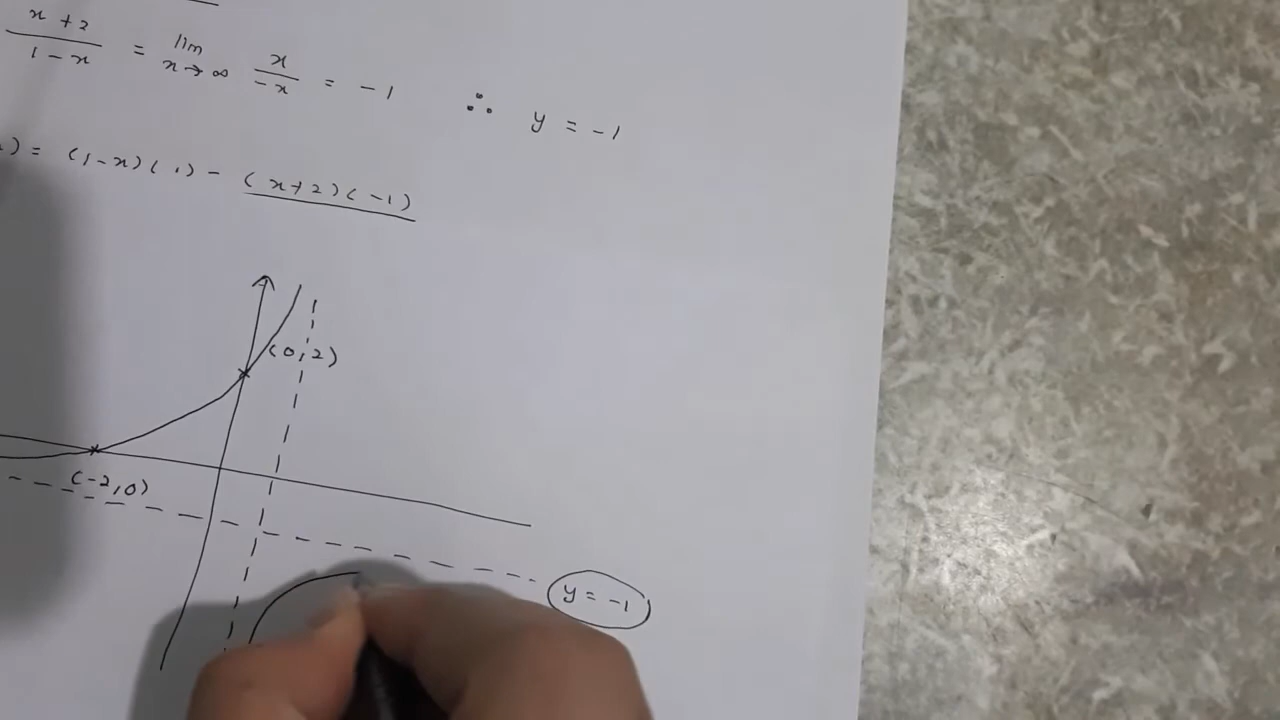 x + 2 / 1 - x = lim x→∞ x / -x = -1 ∴ y = -1
) = (1-x)(1) - (x+2)(-1)
(0,2)
(-2,0)
y = -1